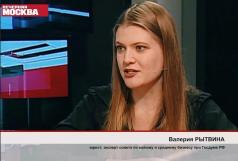 ВЕЧЕРНЯЯ
МОСКВА
Валерия РЫТВИНА
юрист, эксперт совета по малому и среднему бизнесу при Госдуме РФ